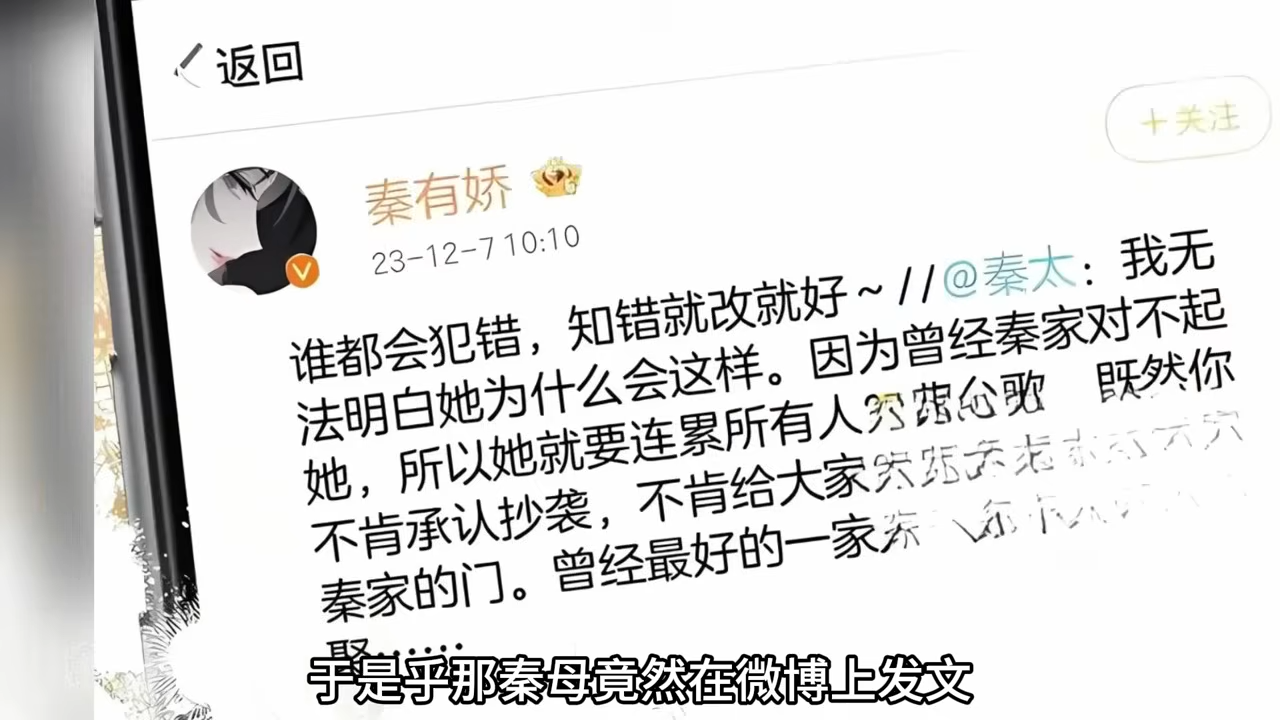 返回
+关注
秦有娇
23-12-7 10:10
谁都会犯错，知错就改就好～//@秦太：我无
法明白她为什么会这样。因为曾经秦家对不起
她，所以她就要连累所有人 既然你
不肯承认抄袭，不肯给大家
秦家的门。曾经最好的一家
聚……
于是乎那秦母竟然在微博上发文